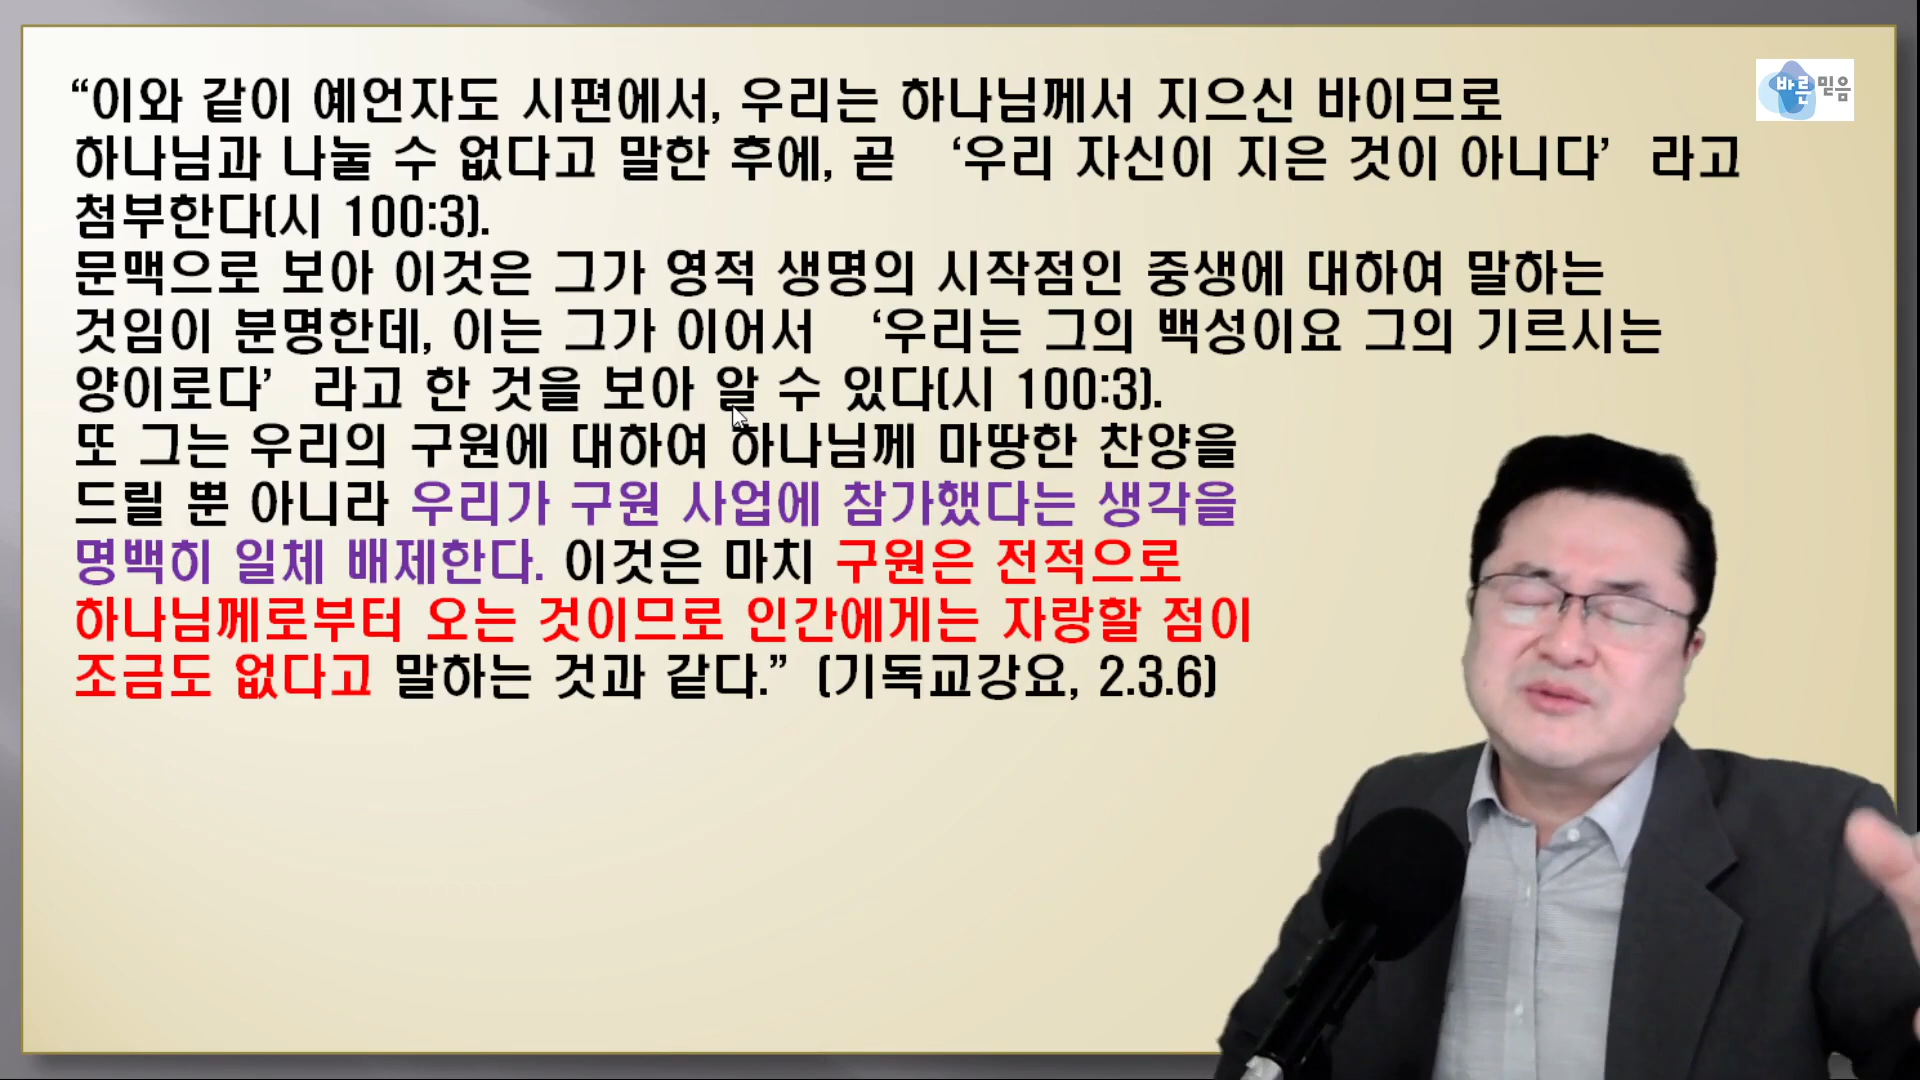 “이와 같이 예언자도 시편에서, 우리는 하나님께서 지으신 바이므로
하나님과 나눌 수 없다고 말한 후에, 곧 ‘우리 자신이 지은 것이 아니다’ 라고
첨부한다(시 100:3).
문맥으로 보아 이것은 그가 영적 생명의 시작점인 중생에 대하여 말하는
것임이 분명한데, 이는 그가 이어서 ‘우리는 그의 백성이요 그의 기르시는
양이로다’ 라고 한 것을 보아 알 수 있다(시 100:3).
또 그는 우리의 구원에 대하여 하나님께 마땅한 찬양을
드릴 뿐 아니라 우리가 구원 사업에 참가했다는 생각을
명백히 일체 배제한다. 이것은 마치 구원은 전적으로
하나님께로부터 오는 것이므로 인간에게는 자랑할 점이
조금도 없다고 말하는 것과 같다.” (기독교강요, 2.3.6)
바른믿음